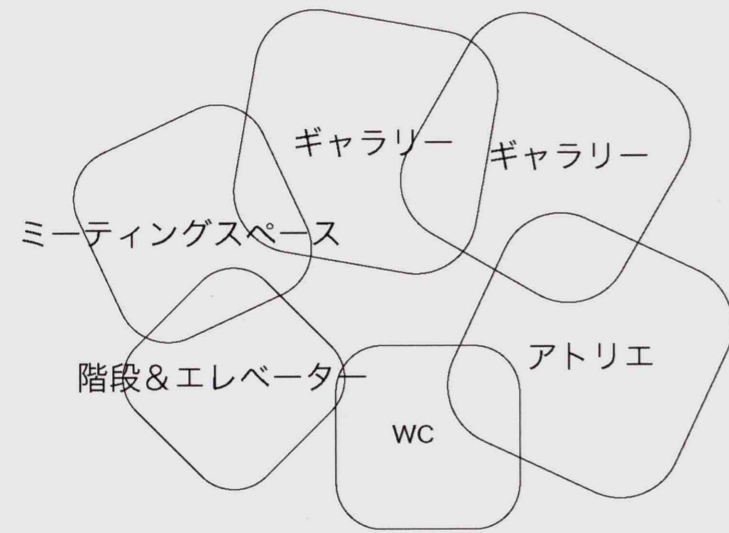 ギャラリー
ギャラリー
ミーティングスペース
アトリエ
階段＆エレベーター
WC